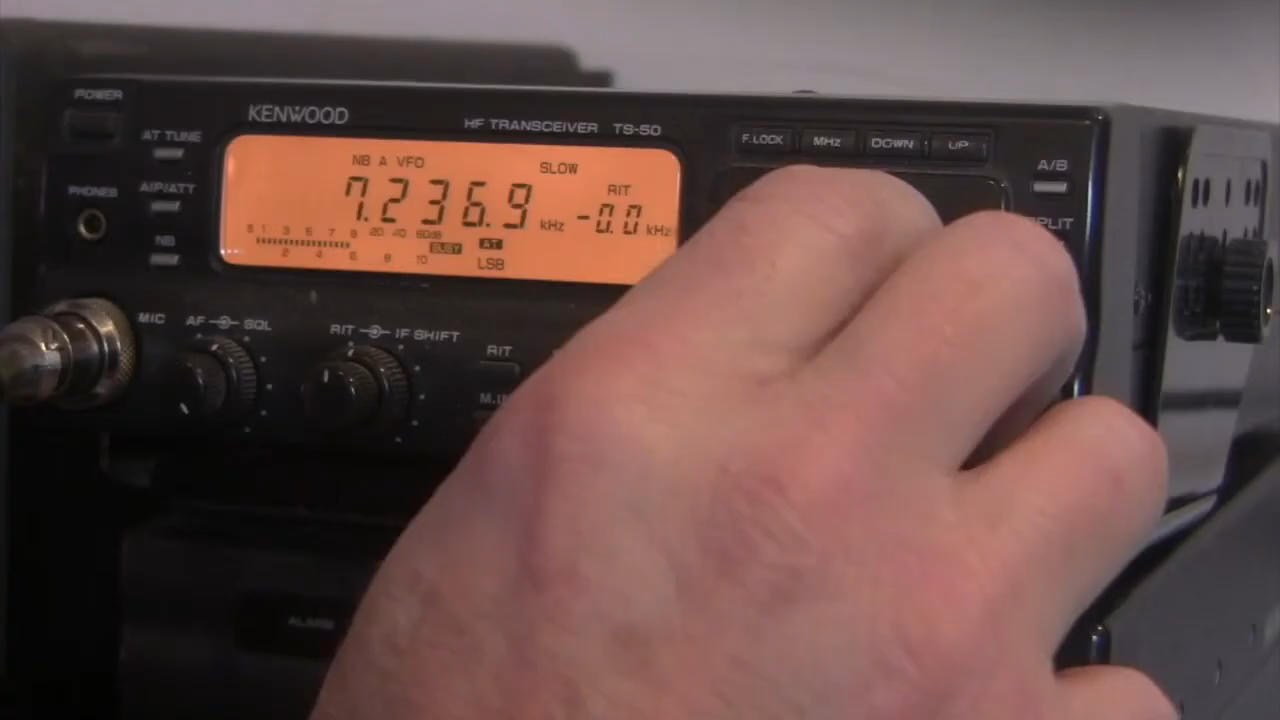 POWER
KENWOOD
HF TRANSCEIVER TS-50
F.LOCK MHz DOWN UP
AT TUNE
A/B
NB A VFO SLOW
PHONES
AIP/ATT
RIT
7.236.9 kHz -0.0 kHz
SPLIT
S 1 3 5 7 9 20 40 60dB
NB
BUSY AT
2 4 6 8 10 LSB
MIC AF SQL RIT IF SHIFT
RIT
ALARM